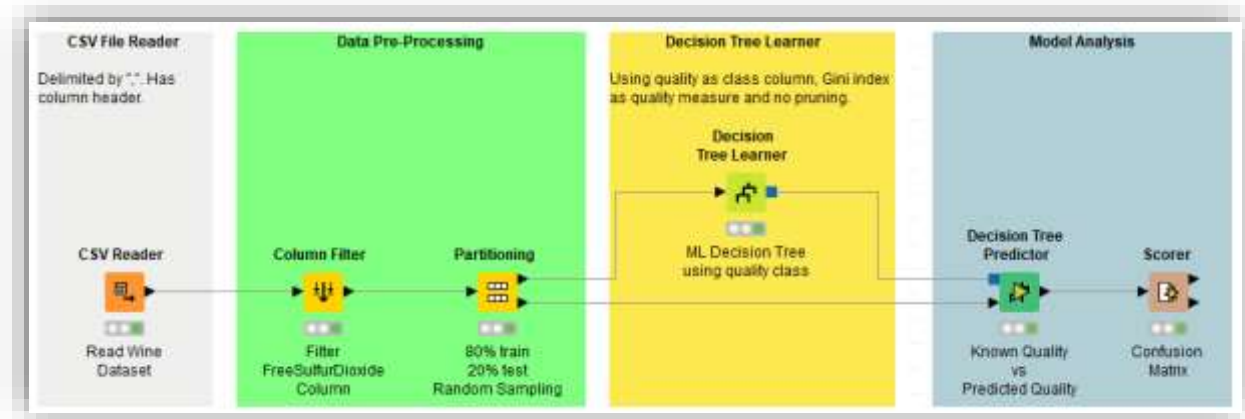 CSV File Reader
Delimited by ",". Has
column header.
CSV Reader
Read Wine
Dataset
Data Pre-Processing
Column Filter
Filter
FreeSulfurDioxide
Column
Partitioning
80% train
20% test
Random Sampling
Decision Tree Learner
Using quality as class column, Gini index
as quality measure and no pruning.
Decision
Tree Learner
ML Decision Tree
using quality class
Model Analysis
Decision Tree
Predictor
Known Quality
vs
Predicted Quality
Scorer
Confusion
Matrix